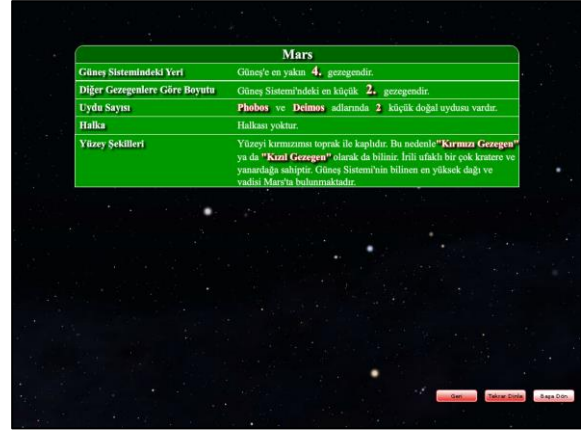 Mars
Güneş Sistemindeki Yeri Güneş'e en yakın 4. gezegendir.
Diğer Gezegenlere Göre Boyutu Güneş Sistemi'ndeki en küçük 2. gezegendir.
Uydu Sayısı Phobos ve Deimos adlarında 2 küçük doğal uydusu vardır.
Halka Halkası yoktur.
Yüzey Şekilleri Yüzeyi kırmızımsı toprak ile kaplıdır. Bu nedenle"Kırmızı Gezegen"
ya da "Kızıl Gezegen" olarak da bilinir. İrili ufaklı bir çok kratere ve
yanardağa sahiptir. Güneş Sistemi'nin bilinen en yüksek dağı ve
vadisi Mars'ta bulunmaktadır.
Geri Tekrar Dinle Başa Dön